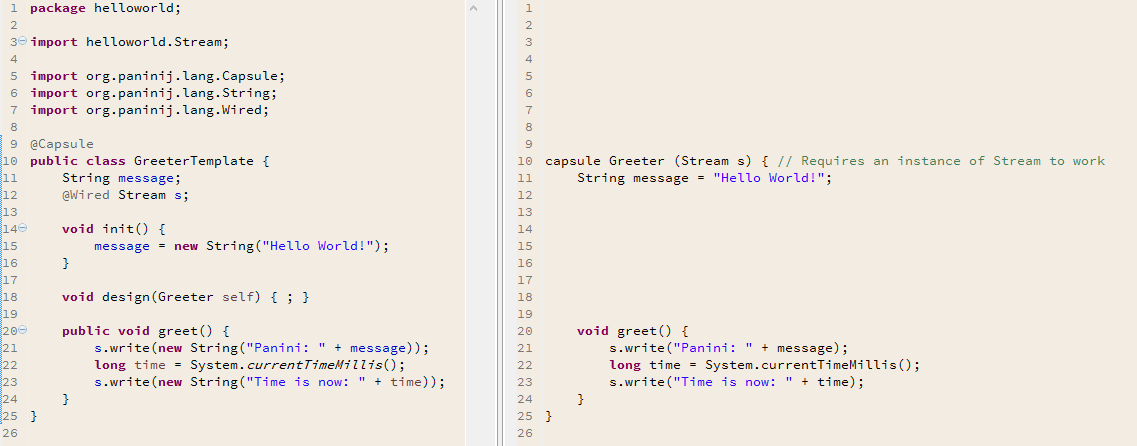 1 package helloworld;
2
3 import helloworld.Stream;
4
5 import org.paninij.lang.Capsule;
6 import org.paninij.lang.String;
7 import org.paninij.lang.Wired;
8
9 @Capsule
10 public class GreeterTemplate {
11     String message;
12     @Wired Stream s;
13
14     void init() {
15         message = new String("Hello World!");
16     }
17
18     void design(Greeter self) { ; }
19
20     public void greet() {
21         s.write(new String("Panini: " + message));
22         long time = System.currentTimeMillis();
23         s.write(new String("Time is now: " + time));
24     }
25 }
26
1
2
3
4
5
6
7
8
9
10 capsule Greeter (Stream s) { // Requires an instance of Stream to work
11     String message = "Hello World!";
12
13
14
15
16
17
18
19
20     void greet() {
21         s.write("Panini: " + message);
22         long time = System.currentTimeMillis();
23         s.write("Time is now: " + time);
24     }
25 }
26